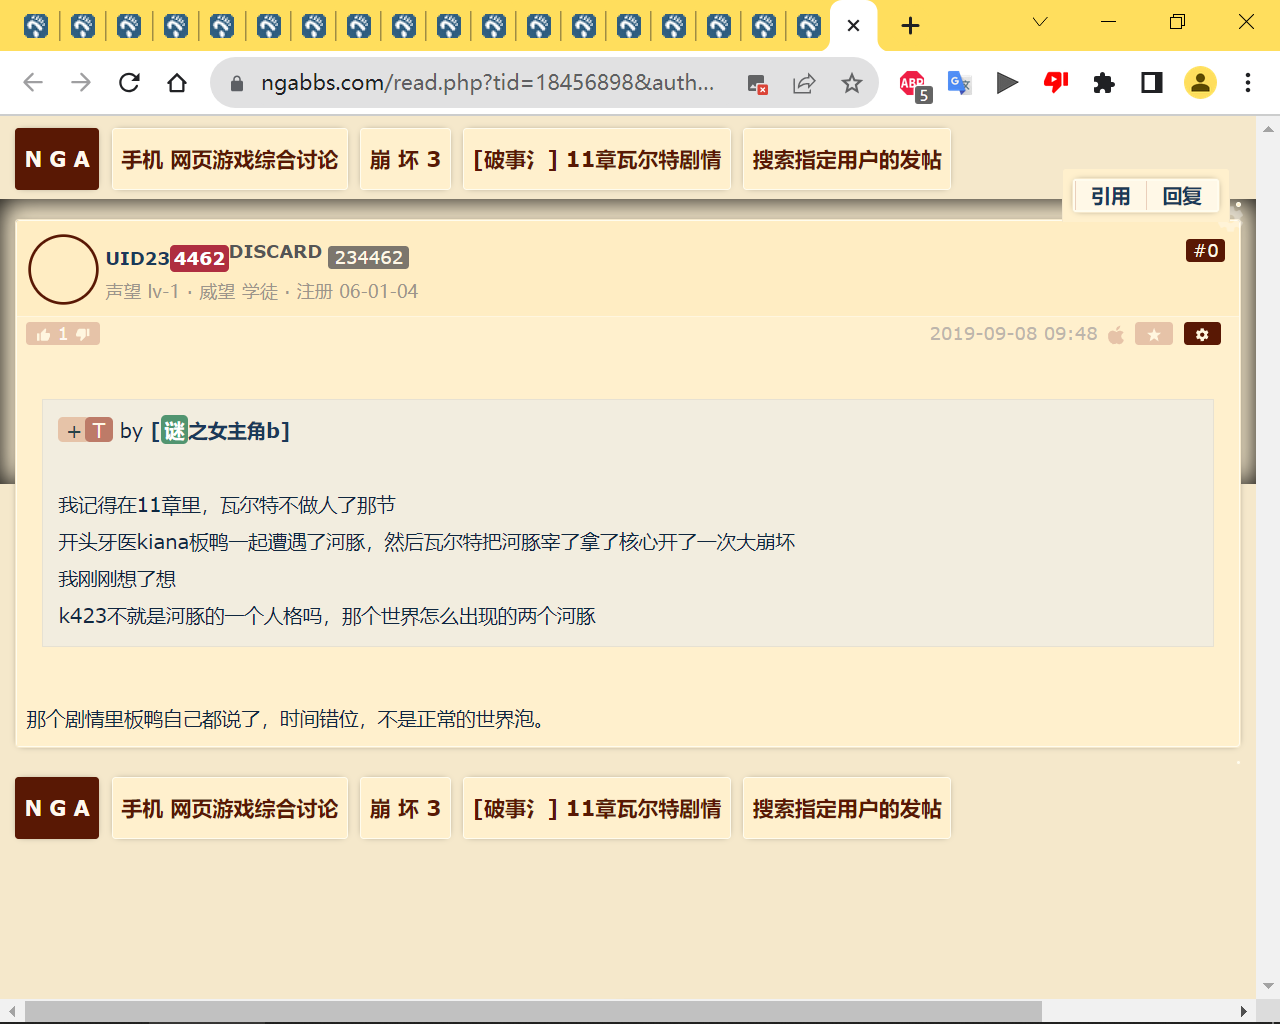 ngabbs.com/read.php?tid=18456898&auth...
ABP
5
N G A
手机 网页游戏综合讨论
崩 坏 3
[破事氵] 11章瓦尔特剧情
搜索指定用户的发帖
引用
回复
UID234462 DISCARD 234462
#0
声望 lv-1 · 威望 学徒 · 注册 06-01-04
1
2019-09-08 09:48
+ T by [谜之女主角b]
我记得在11章里，瓦尔特不做人了那节
开头牙医kiana板鸭一起遭遇了河豚，然后瓦尔特把河豚宰了拿了核心开了一次大崩坏
我刚刚想了想
k423不就是河豚的一个人格吗，那个世界怎么出现的两个河豚
那个剧情里板鸭自己都说了，时间错位，不是正常的世界泡。
N G A
手机 网页游戏综合讨论
崩 坏 3
[破事氵] 11章瓦尔特剧情
搜索指定用户的发帖